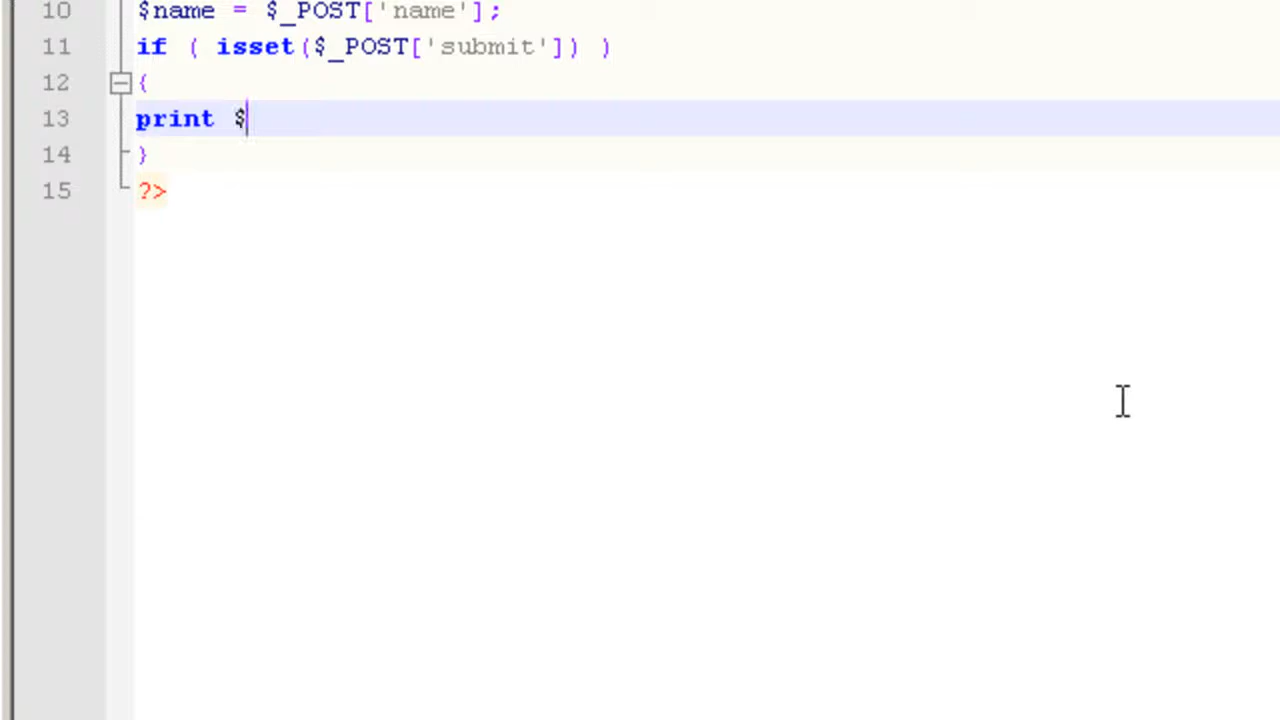 10 $name = $_POST['name'];
11 if ( isset($_POST['submit']) )
12 {
13 print $
14 }
15 ?>